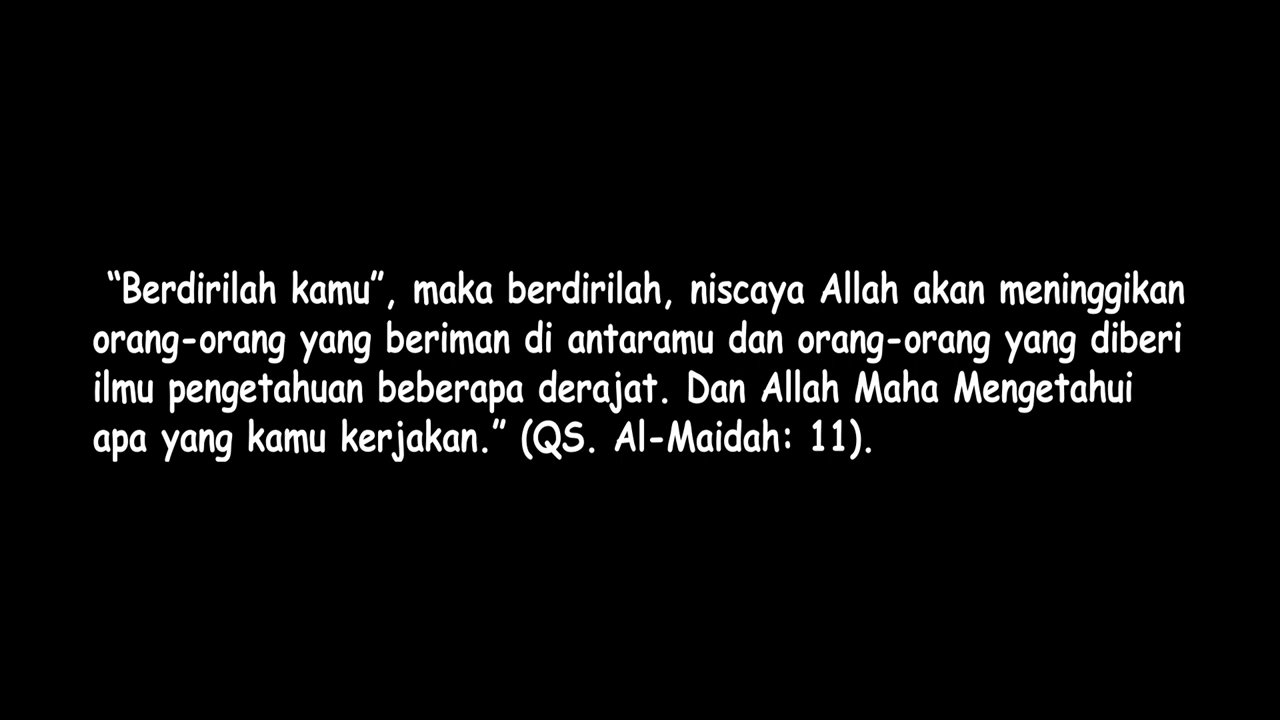 “Berdirilah kamu”, maka berdirilah, niscaya Allah akan meninggikan
orang-orang yang beriman di antaramu dan orang-orang yang diberi
ilmu pengetahuan beberapa derajat. Dan Allah Maha Mengetahui
apa yang kamu kerjakan.” (QS. Al-Maidah: 11).